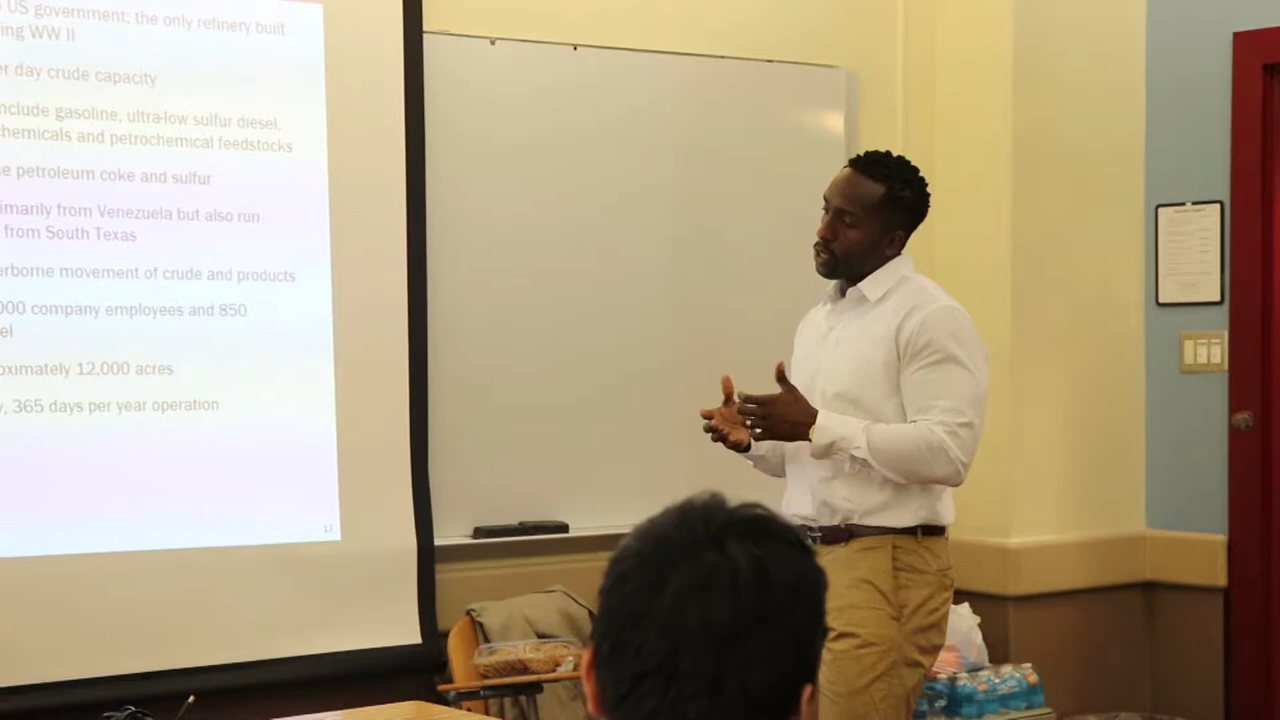 US government; the only refinery built
ing WW II
er day crude capacity
nclude gasoline, ultra-low sulfur diesel,
chemicals and petrochemical feedstocks
e petroleum coke and sulfur
imarily from Venezuela but also run
from South Texas
erborne movement of crude and products
000 company employees and 850
el
oximately 12,000 acres
y, 365 days per year operation
17